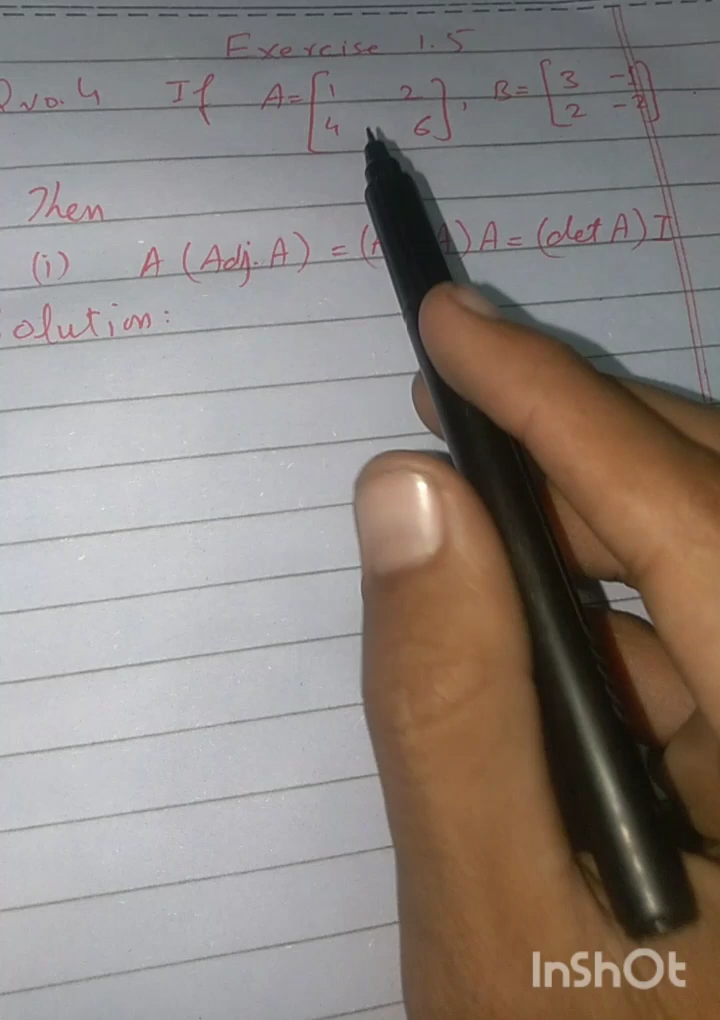 Exercise 1.5
No. 4 If A = [1 2 4 6], B = [3 -1 2 -2]
Then
(i) A (Adj. A) = ( A) A = (det A) I
olution:
InShOt